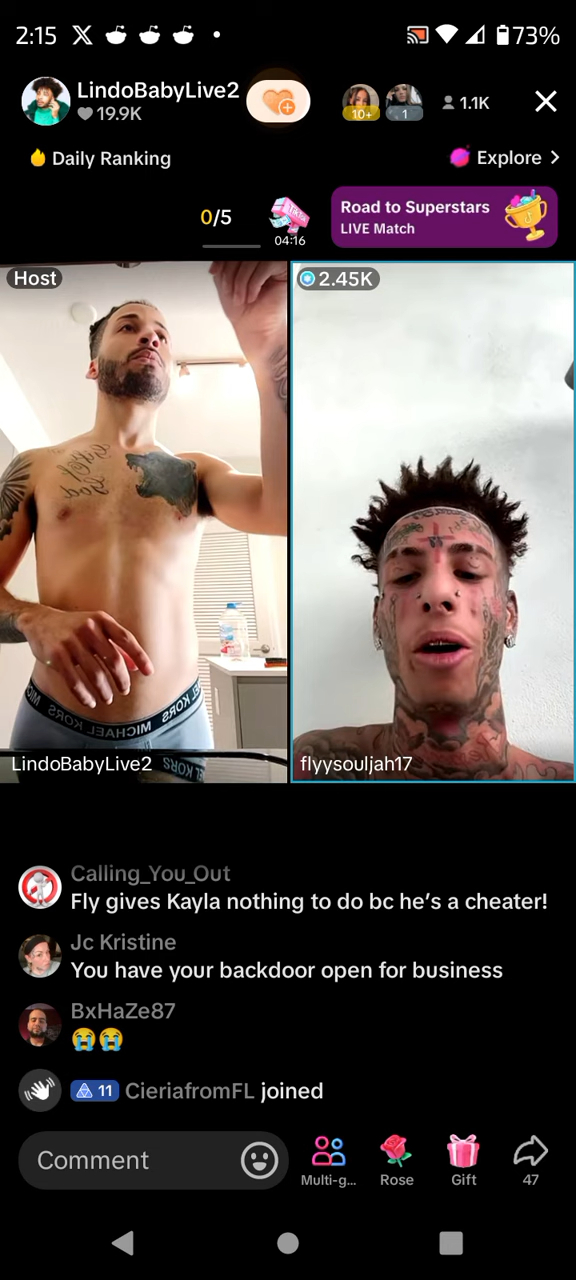 2:15
73%
LindoBabyLive2
19.9K
10+
1
1.1K
Daily Ranking
Explore >
0/5
04:16
Road to Superstars
LIVE Match
Host
2.45K
MICHAEL KORS
LindoBabyLive2
flyysouljah17
Calling_You_Out
Fly gives Kayla nothing to do bc he’s a cheater!
Jc Kristine
You have your backdoor open for business
BxHaZe87
😭😭
11 CieriafromFL joined
Comment
Multi-g...
Rose
Gift
47